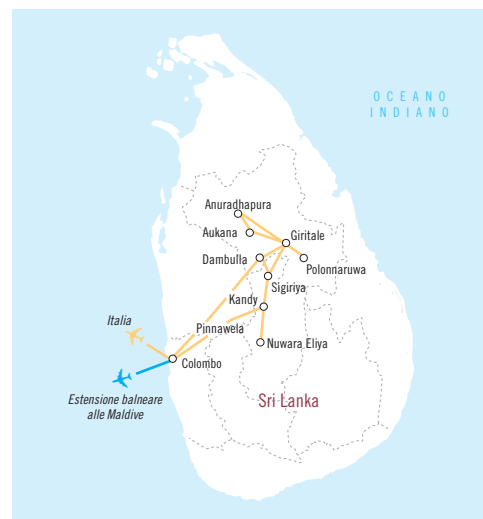 OCEANO
INDIANO
Anuradhapura
Aukana
Giritale
Dambulla
Polonnaruwa
Sigiriya
Kandy
Italia
Pinnawela
Nuwara Eliya
Colombo
Estensione balneare
alle Maldive
Sri Lanka